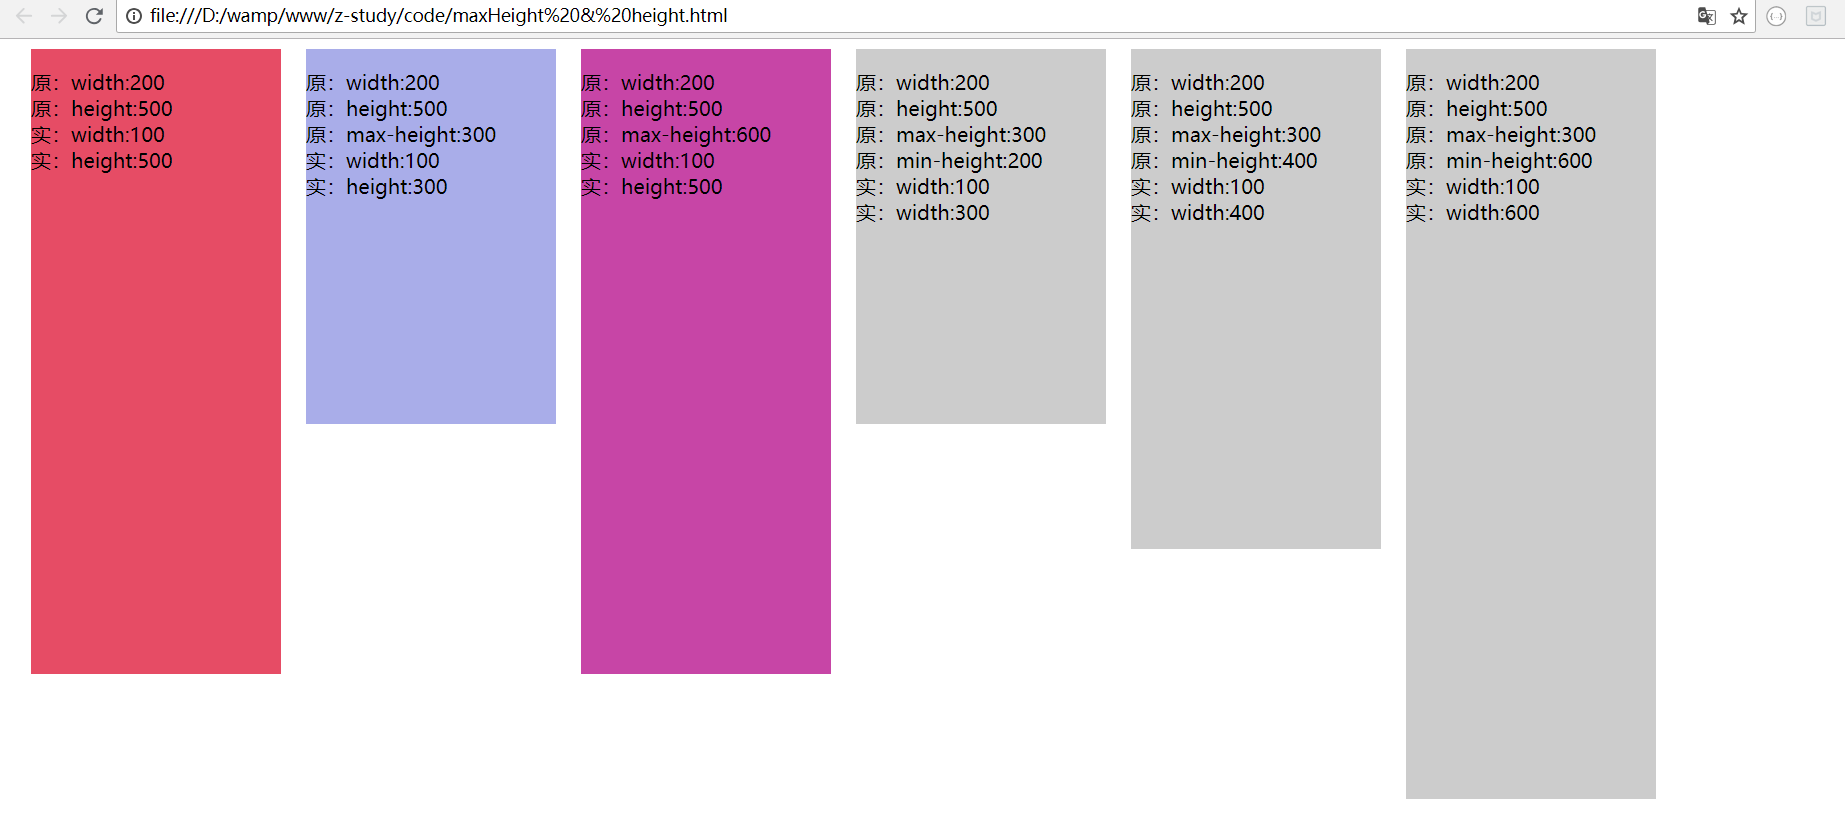 file:///D:/wamp/www/z-study/code/maxHeight%20&%20height.html
原：width:200
原：height:500
实：width:100
实：height:500
原：width:200
原：height:500
原：max-height:300
实：width:100
实：height:300
原：width:200
原：height:500
原：max-height:600
实：width:100
实：height:500
原：width:200
原：height:500
原：max-height:300
原：min-height:200
实：width:100
实：width:300
原：width:200
原：height:500
原：max-height:300
原：min-height:400
实：width:100
实：width:400
原：width:200
原：height:500
原：max-height:300
原：min-height:600
实：width:100
实：width:600